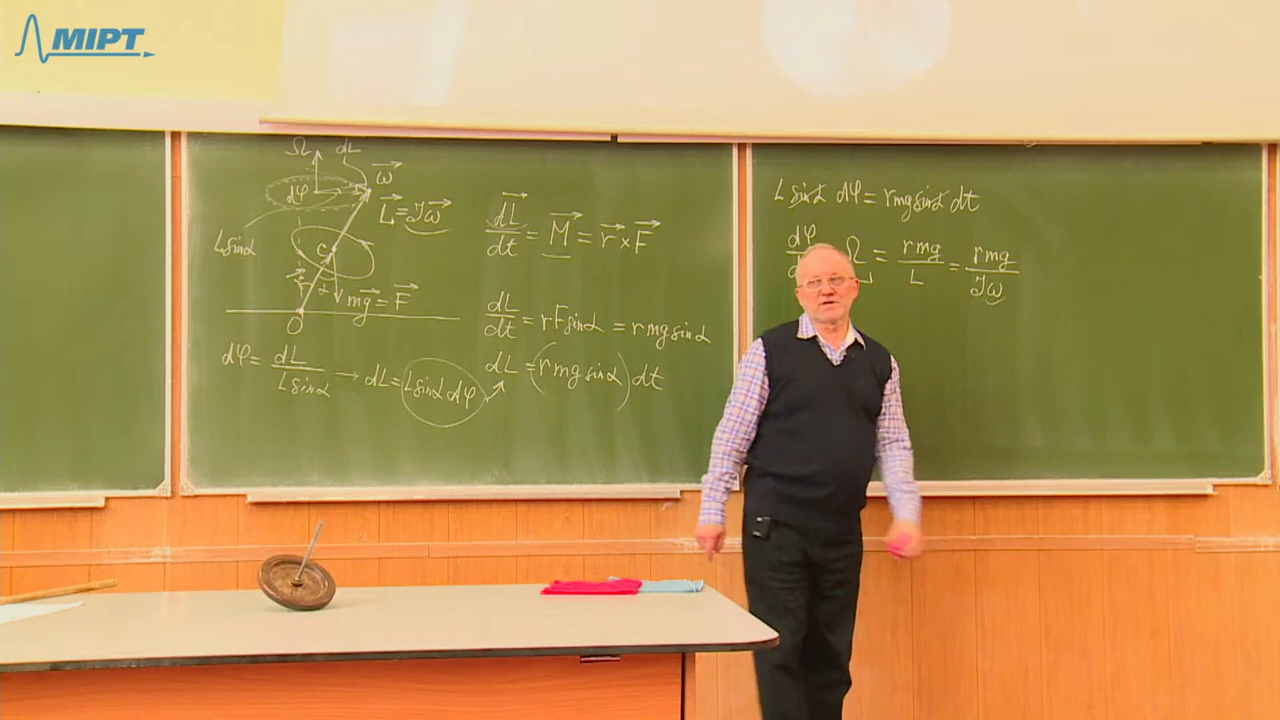 MIPT
Ω dL
dφ ω⃗
L⃗ = Jω⃗
L sinα
C
r⃗ α
mg⃗ = F⃗
O
dφ = dL / L sinα → dL = L sinα dφ
dL⃗/dt = M⃗ = r⃗ × F⃗
dL/dt = rF sinα = rmg sinα
dL = (rmg sinα) dt
L sinα dφ = rmg sinα dt
dφ Ω = rmg/L = rmg/Jω